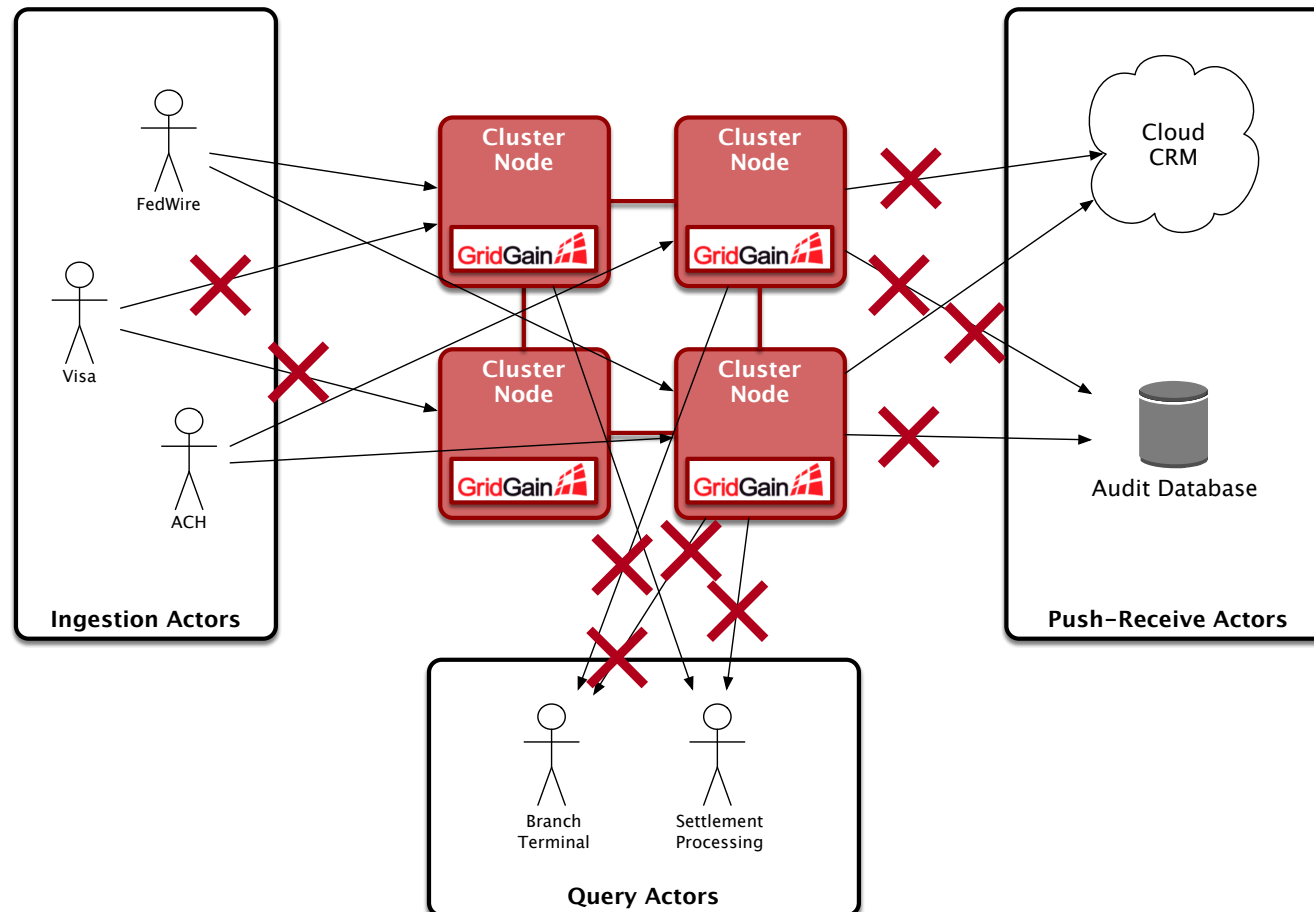 FedWire
Visa
ACH
Ingestion Actors
Cluster
Node
GridGain
Cluster
Node
GridGain
Cluster
Node
GridGain
Cluster
Node
GridGain
Cloud
CRM
Audit Database
Push-Receive Actors
Branch
Terminal
Settlement
Processing
Query Actors